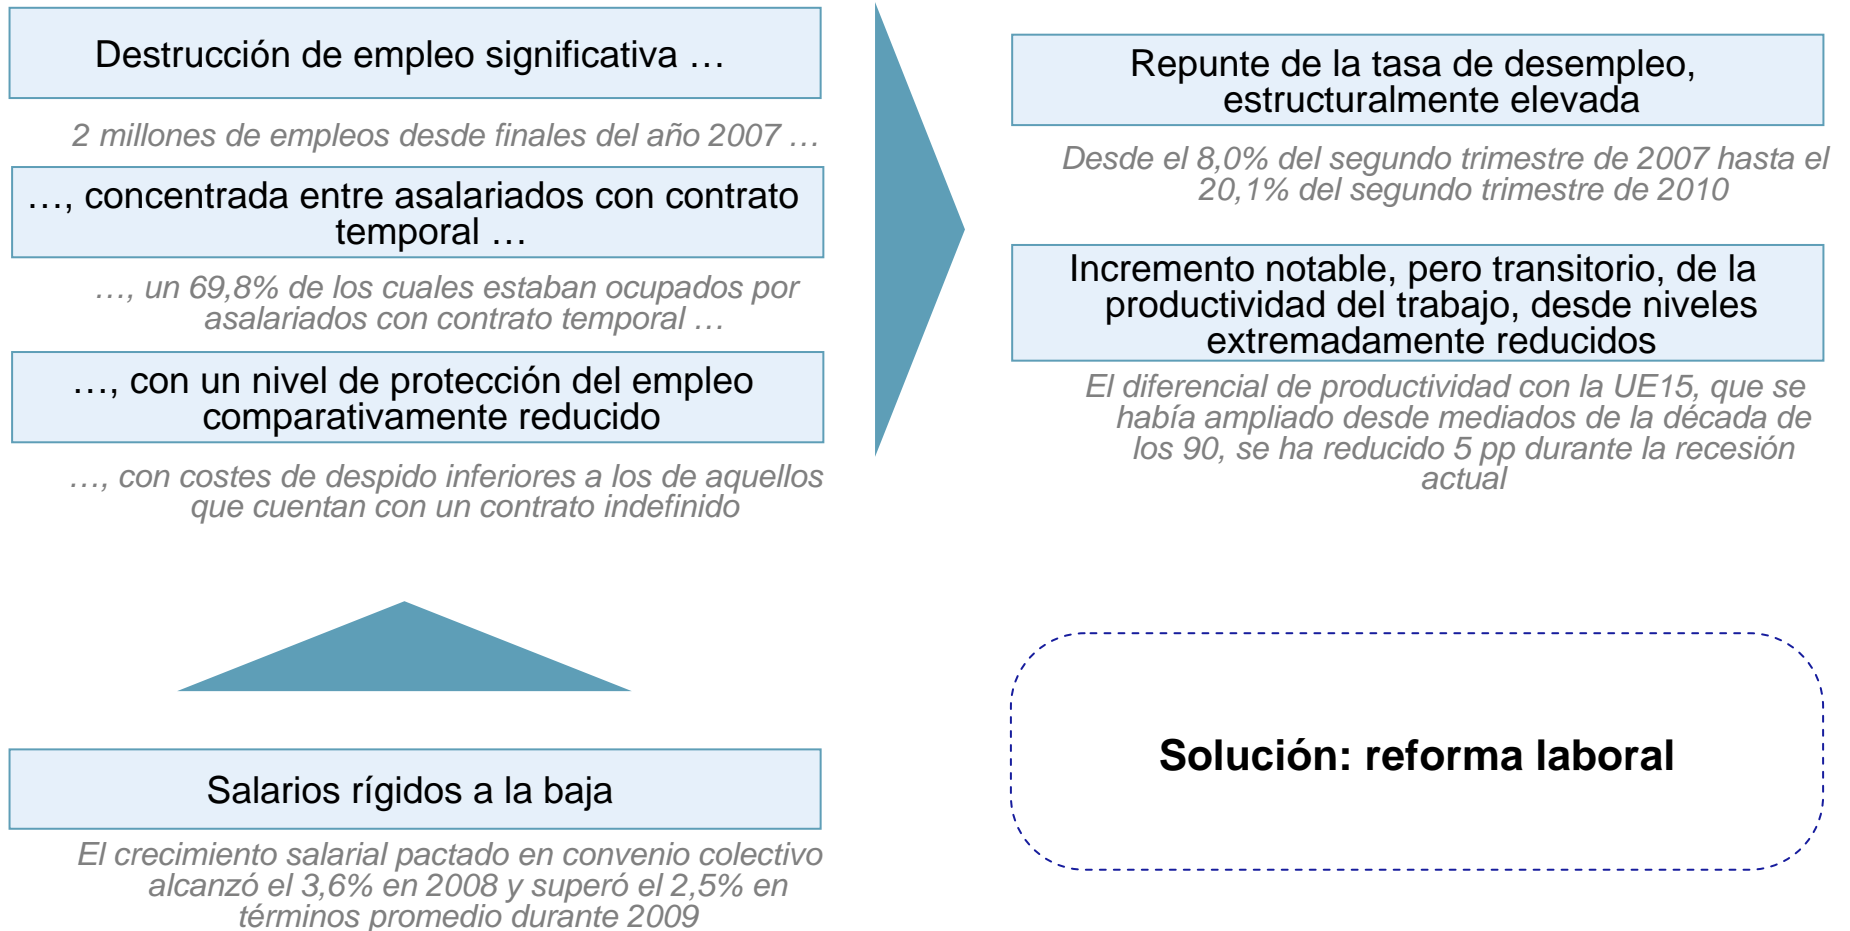 Destrucción de empleo significativa …
2 millones de empleos desde finales del año 2007 …
…, concentrada entre asalariados con contrato
temporal …
…, un 69,8% de los cuales estaban ocupados por
asalariados con contrato temporal …
…, con un nivel de protección del empleo
comparativamente reducido
…, con costes de despido inferiores a los de aquellos
que cuentan con un contrato indefinido
Salarios rígidos a la baja
El crecimiento salarial pactado en convenio colectivo
alcanzó el 3,6% en 2008 y superó el 2,5% en
términos promedio durante 2009
Repunte de la tasa de desempleo,
estructuralmente elevada
Desde el 8,0% del segundo trimestre de 2007 hasta el
20,1% del segundo trimestre de 2010
Incremento notable, pero transitorio, de la
productividad del trabajo, desde niveles
extremadamente reducidos
El diferencial de productividad con la UE15, que se
había ampliado desde mediados de la década de
los 90, se ha reducido 5 pp durante la recesión
actual
Solución: reforma laboral